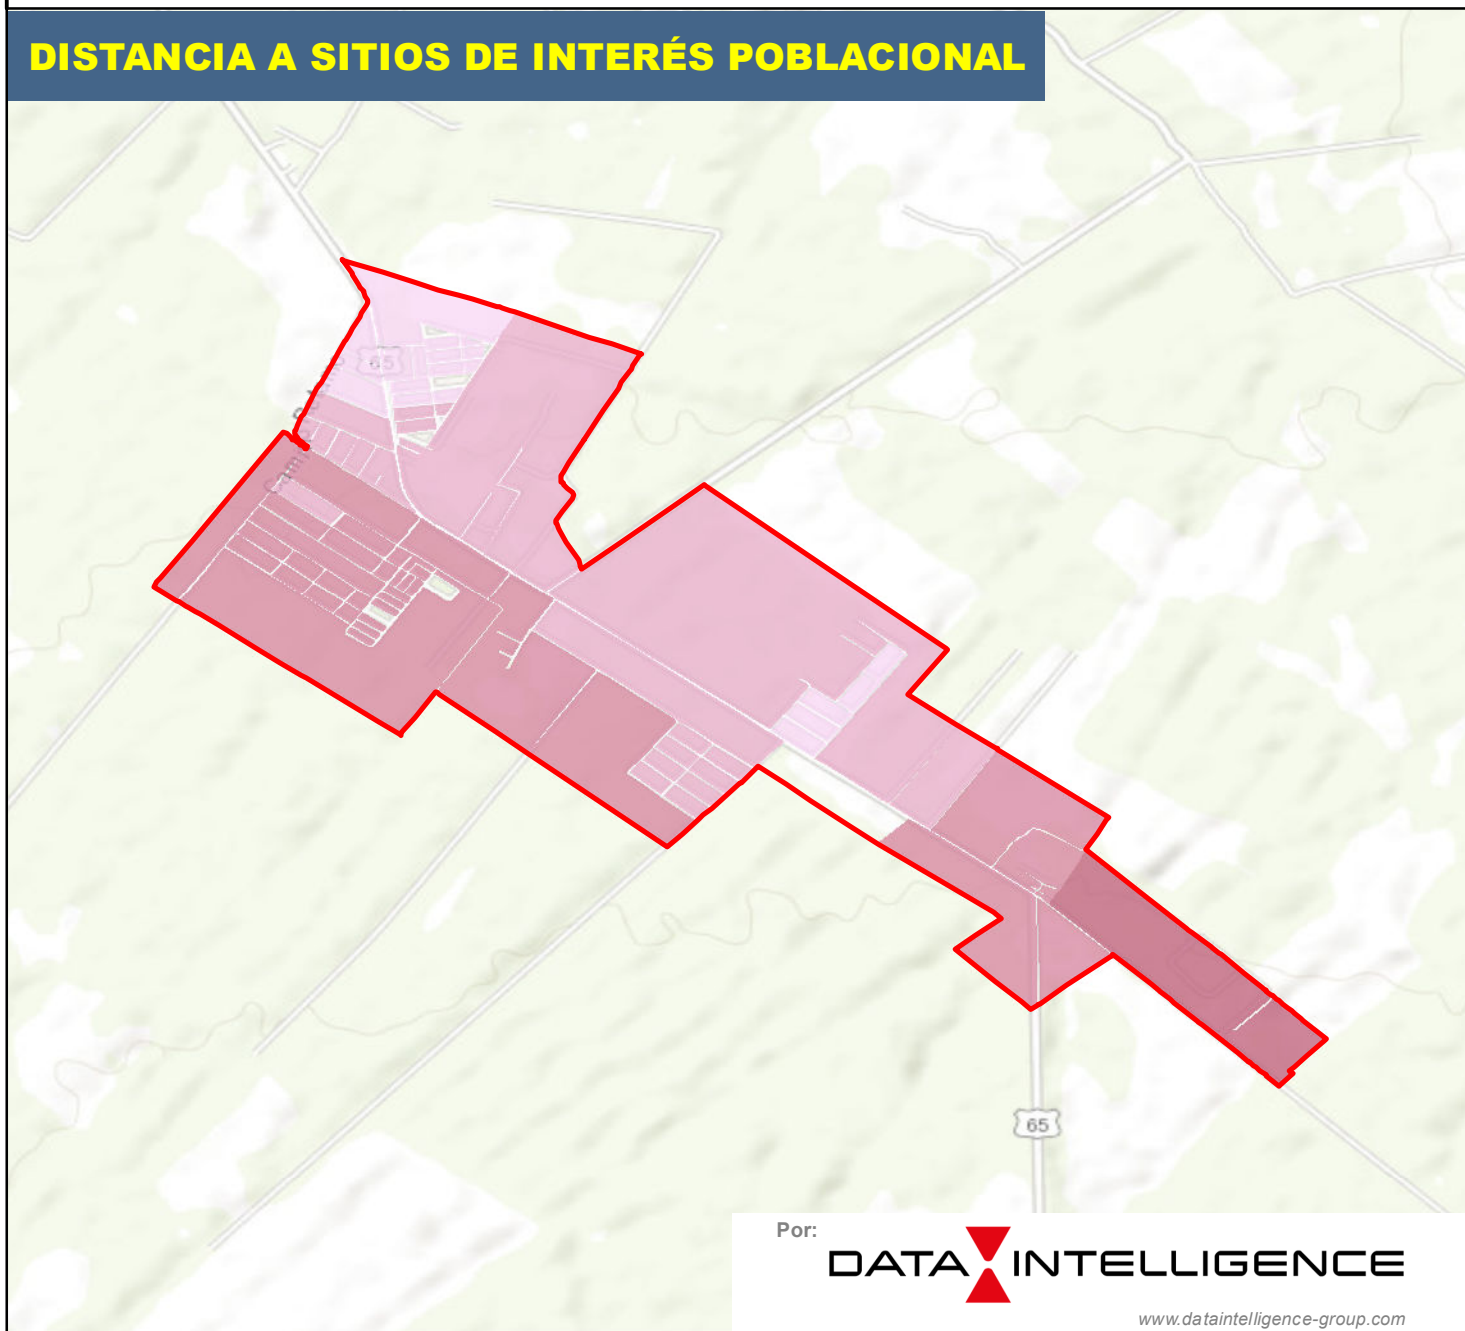 DISTANCIA A SITIOS DE INTERÉS POBLACIONAL
65
65
Por:
DATA INTELLIGENCE
www.dataintelligence-group.com